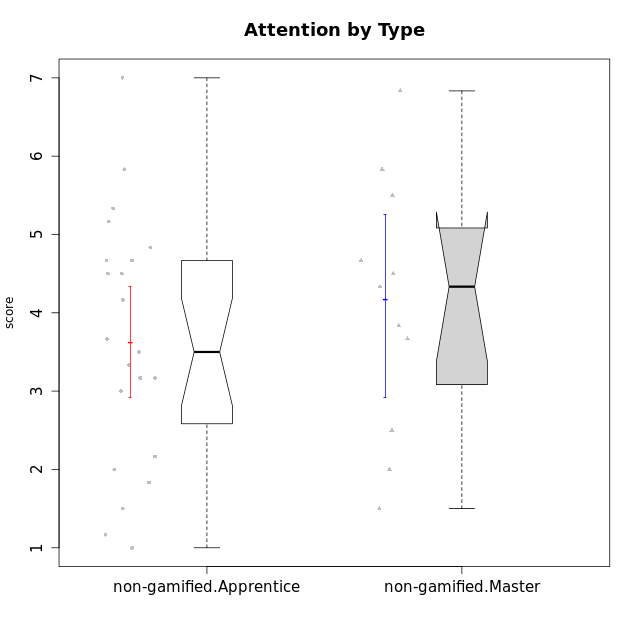 Attention by Type
7
6
5
4
3
2
1
score
non-gamified.Apprentice
non-gamified.Master